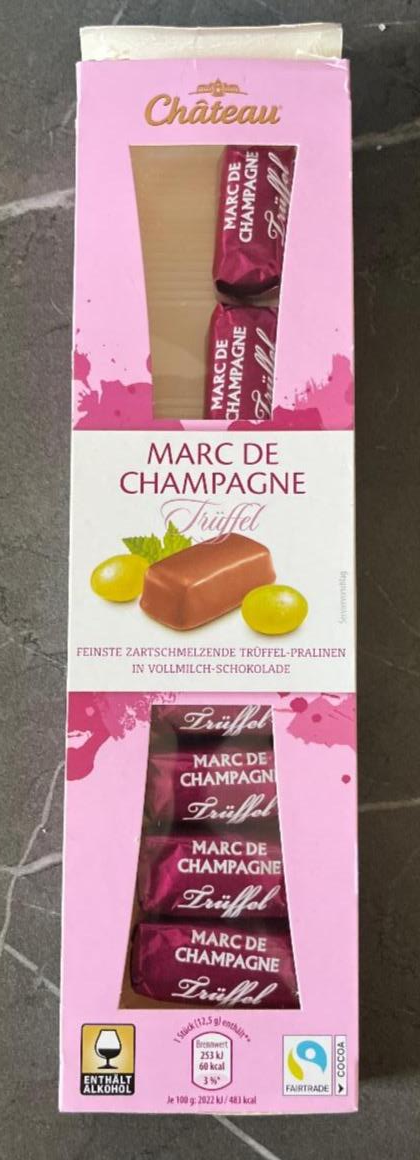 Château
MARC DE
CHAMPAGNE
Trüffel
MARC DE
CHAMPAGNE
Trüffel
MARC DE
CHAMPAGNE
Trüffel
Serviervorschlag
FEINSTE ZARTSCHMELZENDE TRÜFFEL-PRALINEN
IN VOLLMILCH-SCHOKOLADE
Trüffel
MARC DE
CHAMPAGN
Trüffel
MARC DE
CHAMPAGNE
Trüffel
MARC DE
CHAMPAGNE
Trüffel
ENTHÄLT
ALKOHOL
1 Stück (12,5 g) enthält**
Brennwert
253 kJ
60 kcal
3 %*
Je 100 g: 2022 kJ / 483 kcal
FAIRTRADE
COCOA